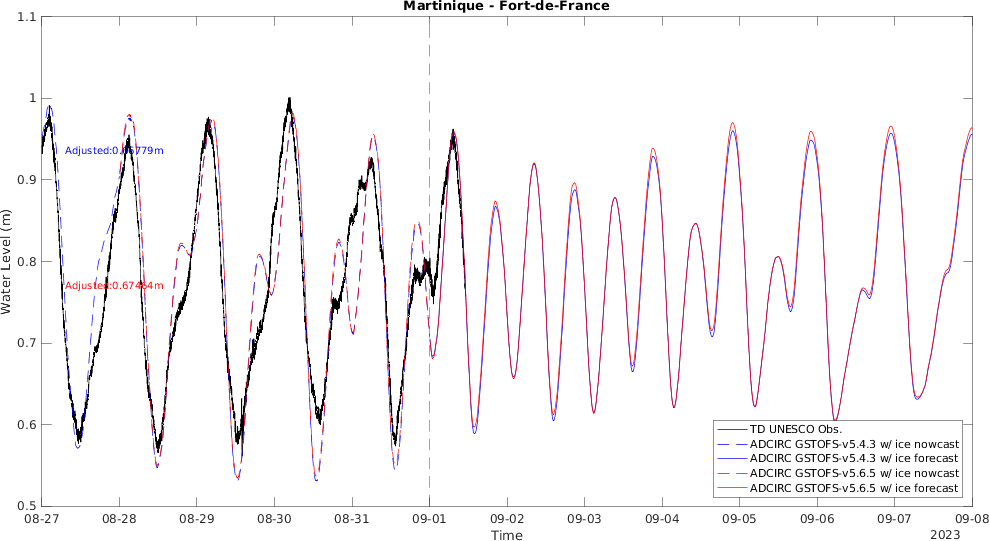 Martinique - Fort-de-France
1.1
1
0.9
0.8
0.7
0.6
0.5
Water Level (m)
Adjusted:0.66779m
Adjusted:0.67464m
TD UNESCO Obs.
ADCIRC GSTOFS-v5.4.3 w/ ice nowcast
ADCIRC GSTOFS-v5.4.3 w/ ice forecast
ADCIRC GSTOFS-v5.6.5 w/ ice nowcast
ADCIRC GSTOFS-v5.6.5 w/ ice forecast
08-27 08-28 08-29 08-30 08-31 09-01 09-02 09-03 09-04 09-05 09-06 09-07 09-08
Time
2023